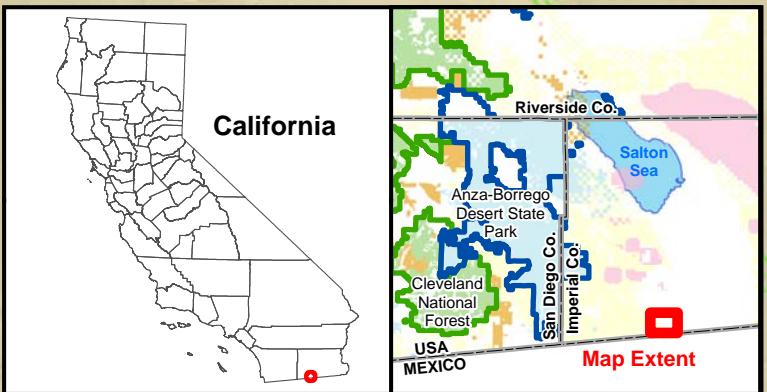 California
Riverside Co.
Salton
Sea
Anza-Borrego
Desert State
Park
San Diego Co.
Imperial Co.
Cleveland
National
Forest
USA
MEXICO
Map Extent